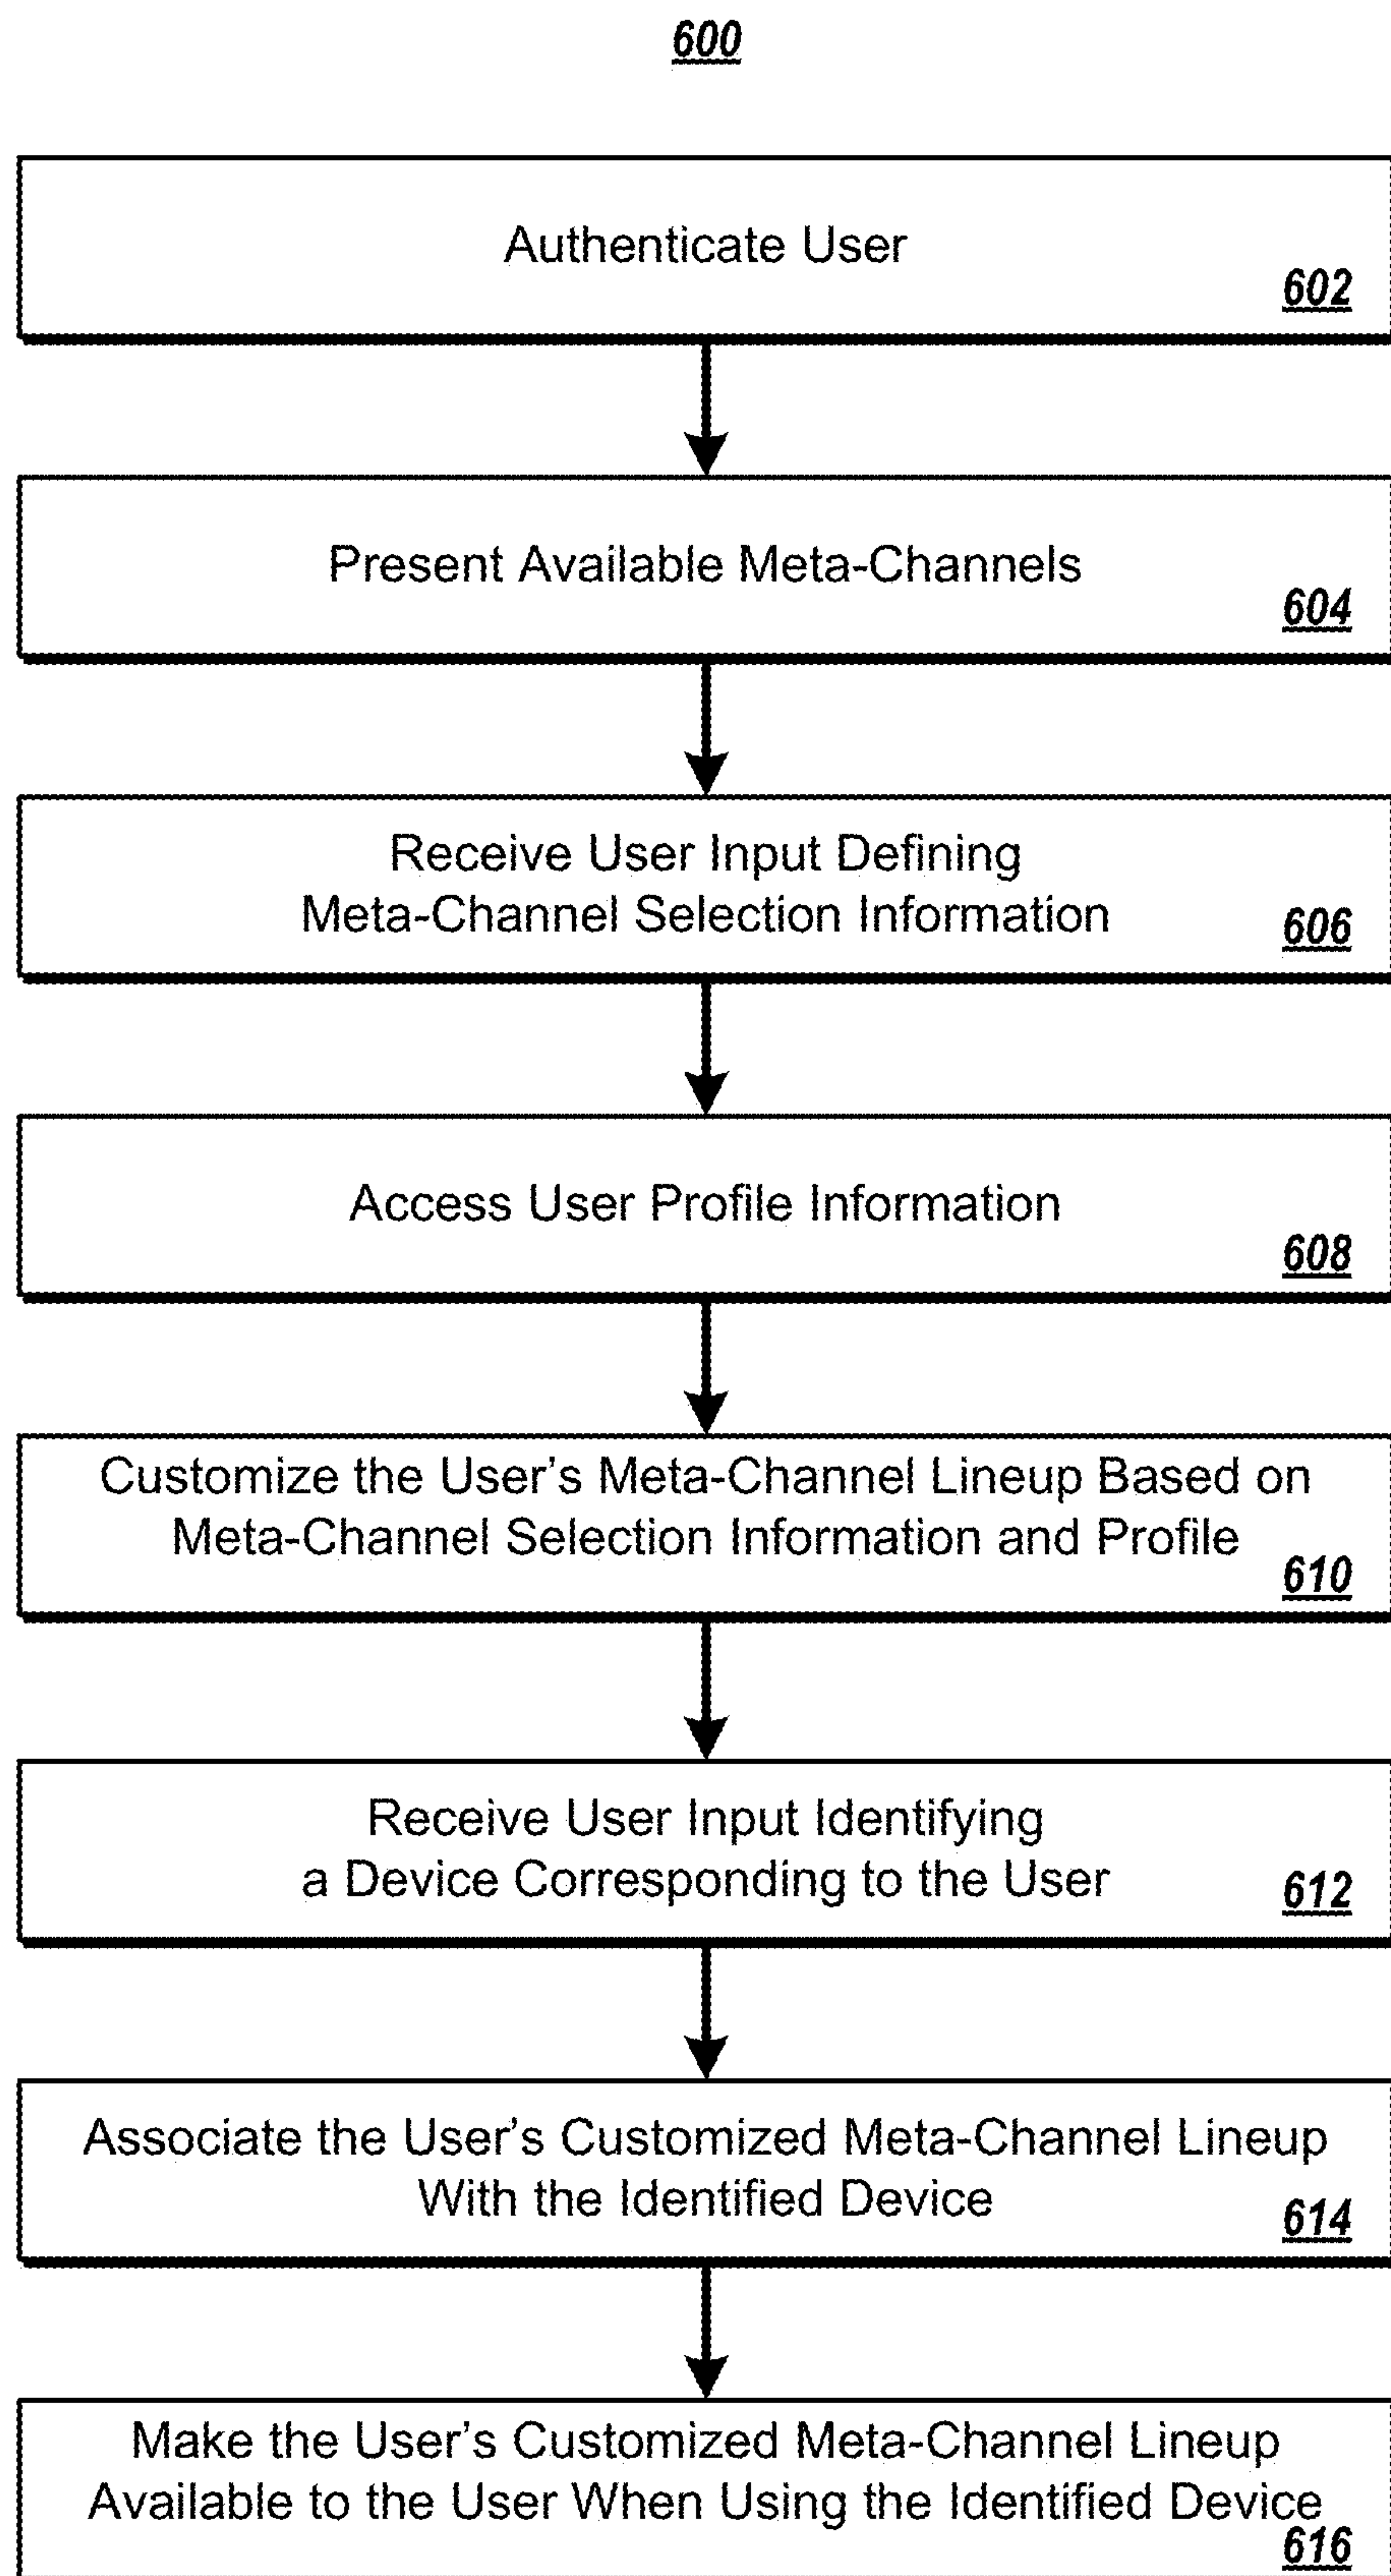 600
Authenticate User
602
Present Available Meta-Channels
604
Receive User Input Defining
Meta-Channel Selection Information
606
Access User Profile Information
608
Customize the User's Meta-Channel Lineup Based on
Meta-Channel Selection Information and Profile
610
Receive User Input Identifying
a Device Corresponding to the User
612
Associate the User's Customized Meta-Channel Lineup
With the Identified Device
614
Make the User's Customized Meta-Channel Lineup
Available to the User When Using the Identified Device
616